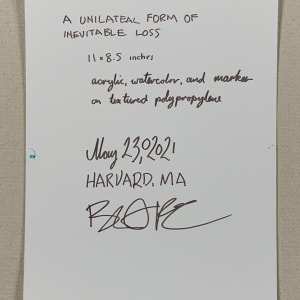 A UNILATEAL FORM OF
INEVITABLE LOSS
11 x 8.5 inches
acrylic, watercolor, and marker
on textured polypropylene
May 23, 2021
HARVARD, MA